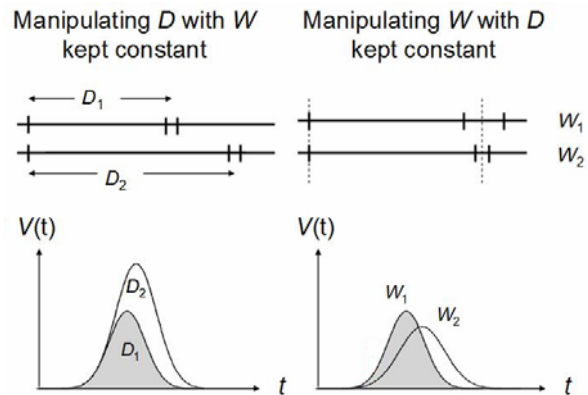 Manipulating D with W
kept constant
Manipulating W with D
kept constant
D₁
D₂
W₁
W₂
V(t)
D₂
D₁
t
V(t)
W₁
W₂
t